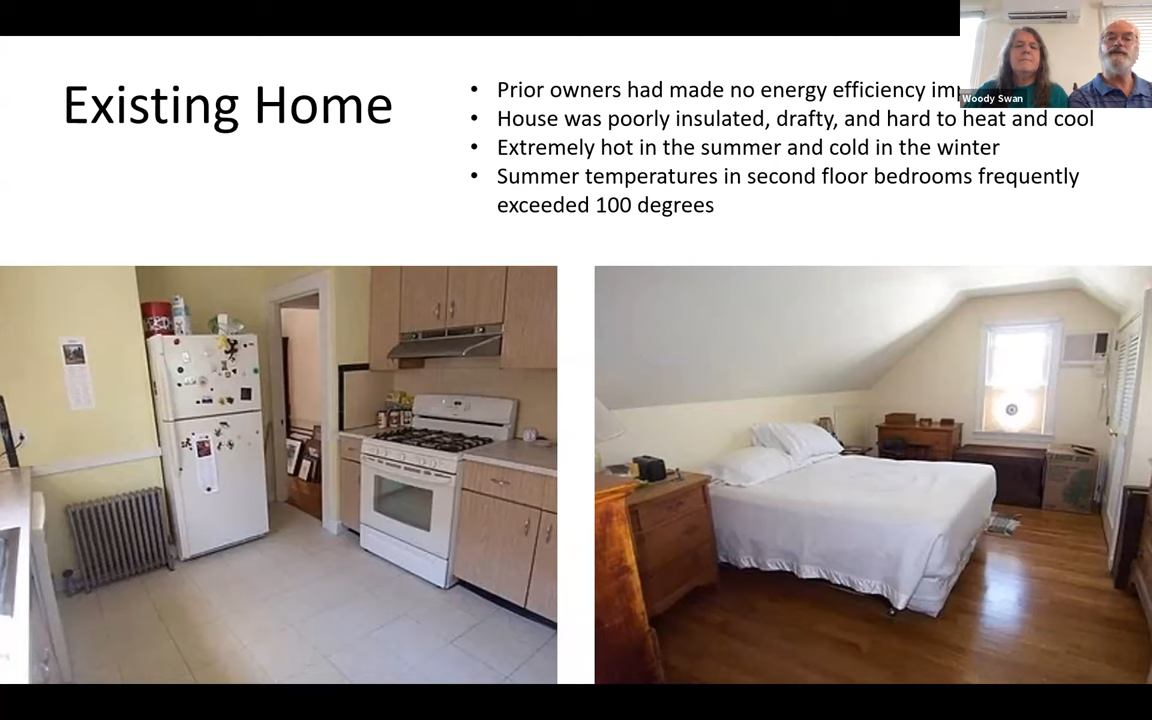 Existing Home
• Prior owners had made no energy efficiency
• House was poorly insulated, drafty, and hard to heat and cool
• Extremely hot in the summer and cold in the winter
• Summer temperatures in second floor bedrooms frequently
exceeded 100 degrees
Woody Swan